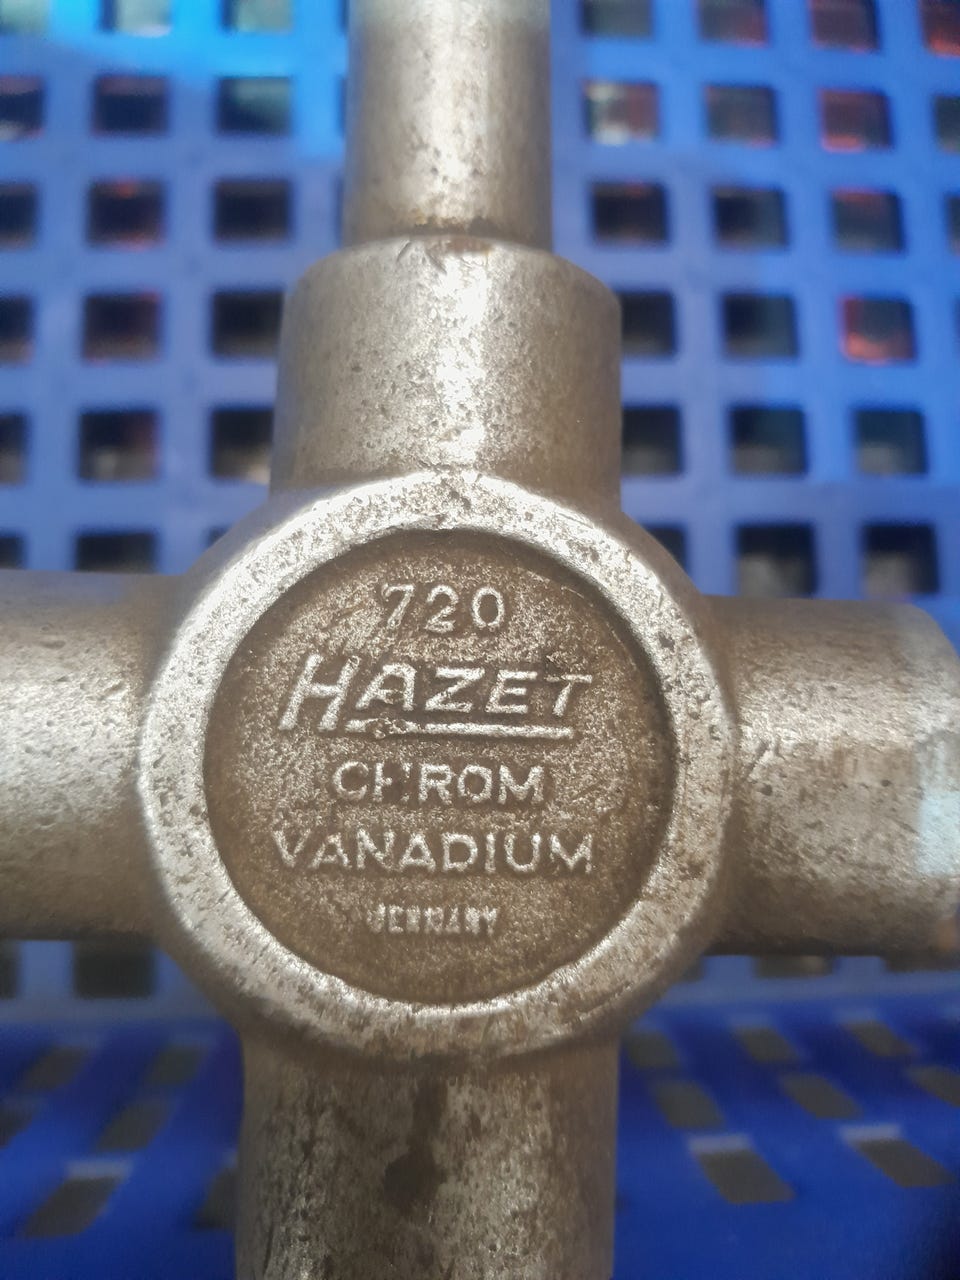 720
HAZET
CHROM
VANADIUM
GERMANY